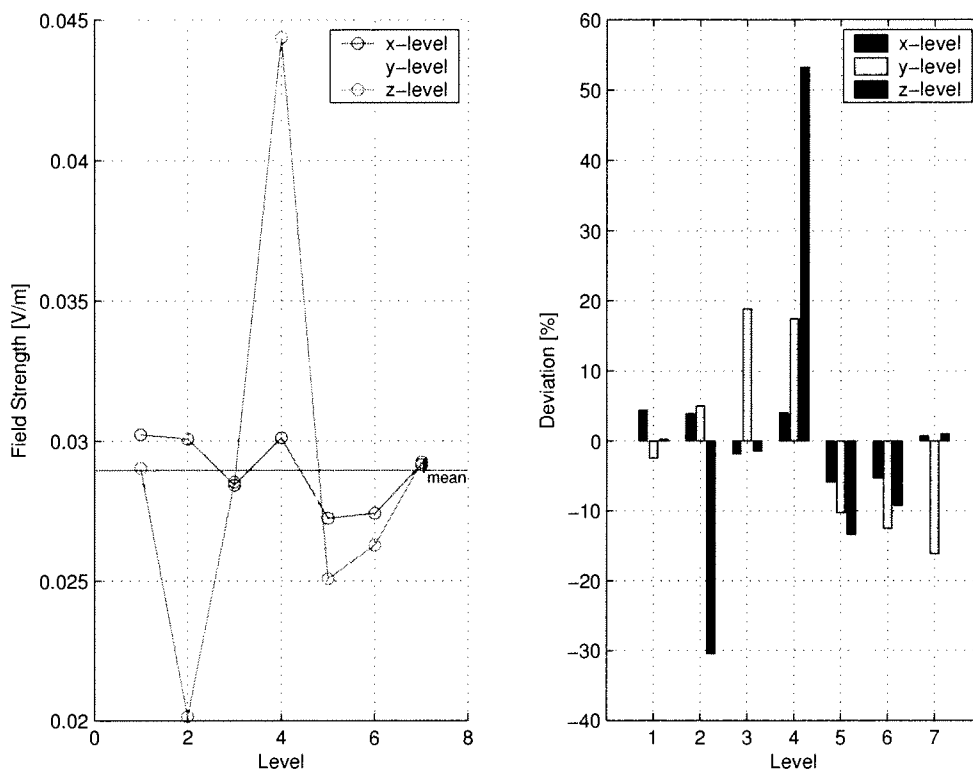 0.045
0.04
0.035
0.03
0.025
0.02
Field Strength [V/m]
0
2
4
6
8
Level
x-level
y-level
z-level
mean
60
50
40
30
20
10
0
-10
-20
-30
-40
Deviation [%]
1
2
3
4
5
6
7
Level
x-level
y-level
z-level